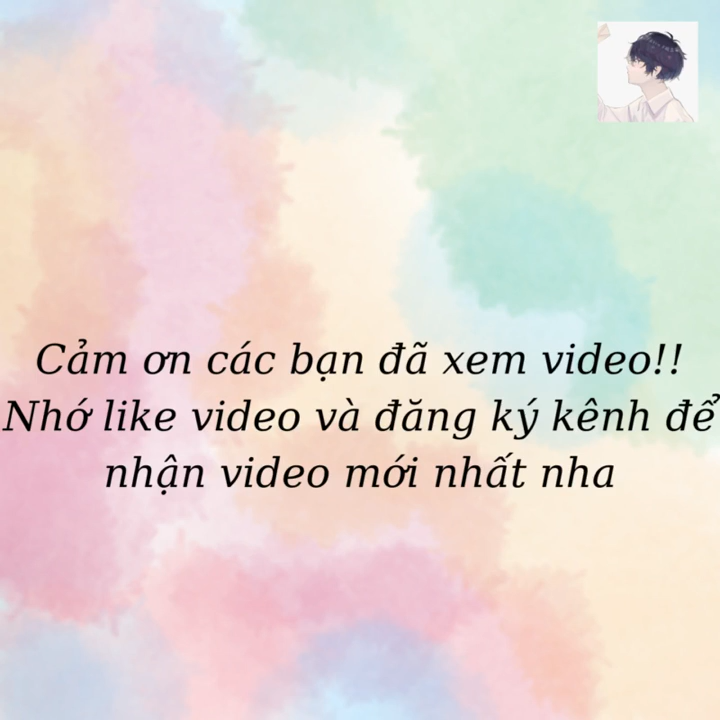 Cảm ơn các bạn đã xem video!!
Nhớ like video và đăng ký kênh để
nhận video mới nhất nha